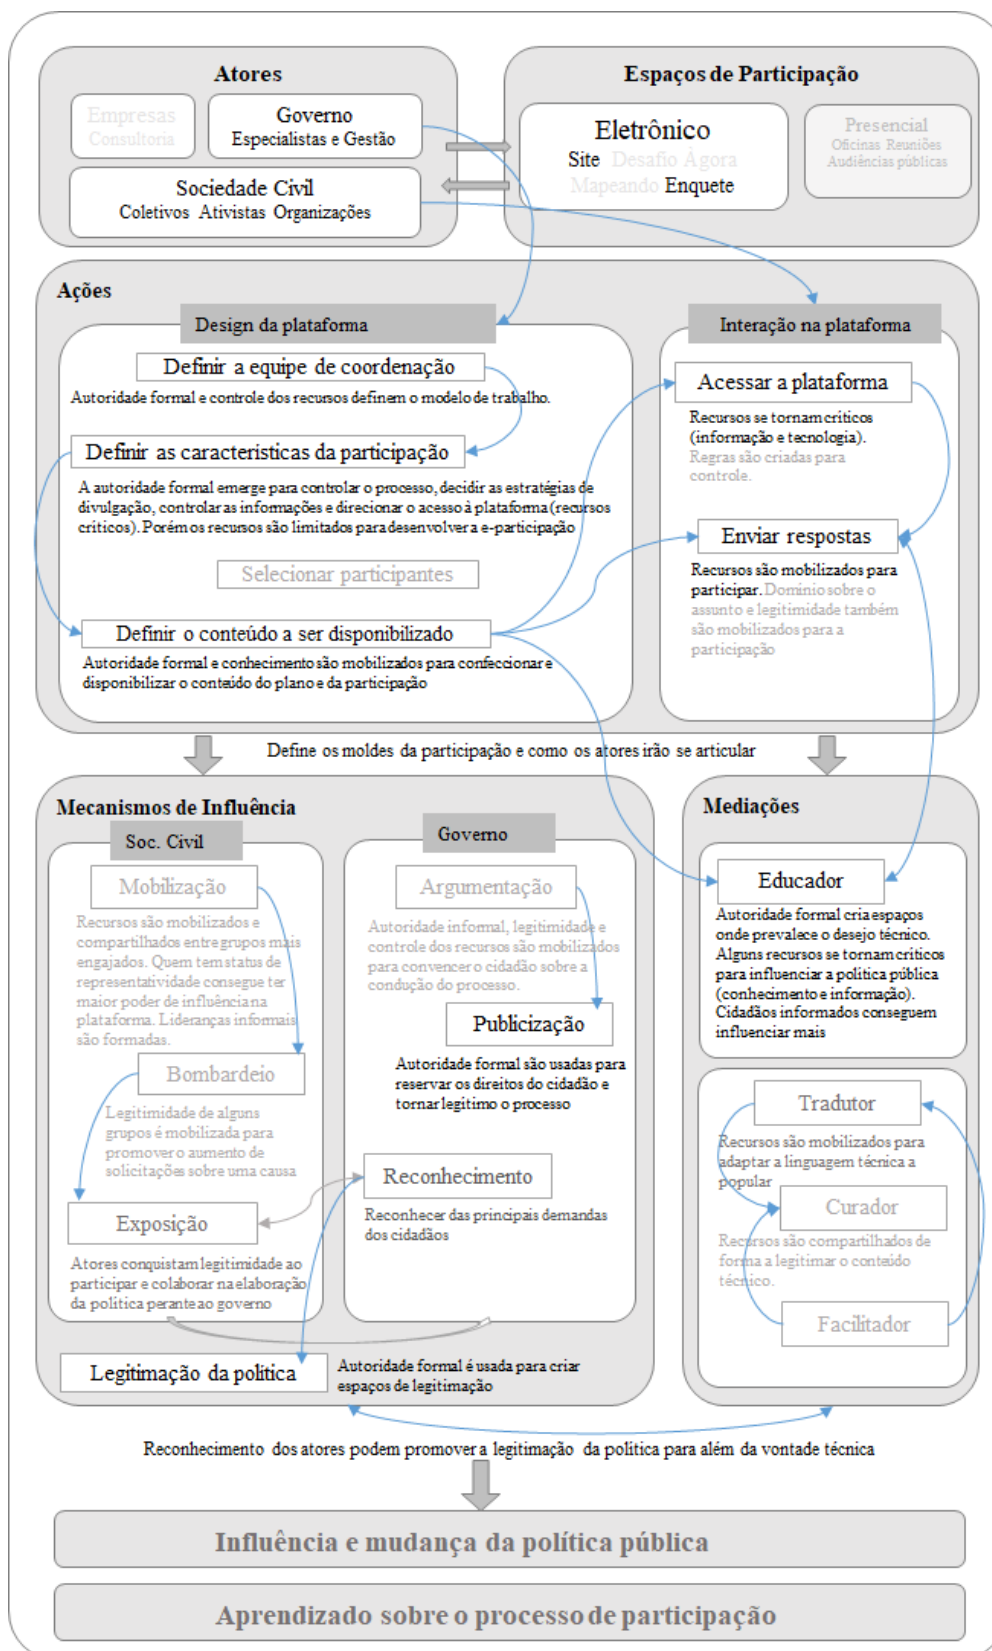 Atores
Empresas
Consultoria
Governo
Especialistas e Gestão
Sociedade Civil
Coletivos Ativistas Organizações
Espaços de Participação
Eletrônico
Site Desafio Àgora
Mapeando Enquete
Presencial
Oficinas Reuniões
Audiências públicas
Ações
Design da plataforma
Definir a equipe de coordenação
Autoridade formal e controle dos recursos definem o modelo de trabalho.
Definir as características da participação
A autoridade formal emerge para controlar o processo, decidir as estratégias de
divulgação, controlar as informações e direcionar o acesso à plataforma (recursos
críticos). Porém os recursos são limitados para desenvolver a e-participação
Selecionar participantes
Definir o conteúdo a ser disponibilizado
Autoridade formal e conhecimento são mobilizados para confeccionar e
disponibilizar o conteúdo do plano e da participação
Interação na plataforma
Acessar a plataforma
Recursos se tornam críticos
(informação e tecnologia).
Regras são criadas para
controle.
Enviar respostas
Recursos são mobilizados para
participar. Domínio sobre o
assunto e legitimidade também
são mobilizados para a
participação
Define os moldes da participação e como os atores irão se articular
Mecanismos de Influência
Soc. Civil
Mobilização
Recursos são mobilizados e
compartilhados entre grupos mais
engajados. Quem tem status de
representatividade consegue ter
maior poder de influência na
plataforma. Lideranças informais
são formadas.
Bombardeio
Legitimidade de alguns
grupos é mobilizada para
promover o aumento de
solicitações sobre uma causa
Exposição
Atores conquistam legitimidade ao
participar e colaborar na elaboração
da política perante ao governo
Governo
Argumentação
Autoridade informal, legitimidade e
controle dos recursos são mobilizados
para convencer o cidadão sobre a
condução do processo.
Publicização
Autoridade formal são usadas para
reservar os direitos do cidadão e
tornar legítimo o processo
Reconhecimento
Reconhecer das principais demandas
dos cidadãos
Legitimação da política
Autoridade formal é usada para criar
espaços de legitimação
Mediações
Educador
Autoridade formal cria espaços
onde prevalece o desejo técnico.
Alguns recursos se tornam críticos
para influenciar a política pública
(conhecimento e informação).
Cidadãos informados conseguem
influenciar mais
Tradutor
Recursos são mobilizados para
adaptar a linguagem técnica a
popular
Curador
Recursos são compartilhados de
forma a legitimar o conteúdo
técnico.
Facilitador
Reconhecimento dos atores podem promover a legitimação da política para além da vontade técnica
Influência e mudança da política pública
Aprendizado sobre o processo de participação